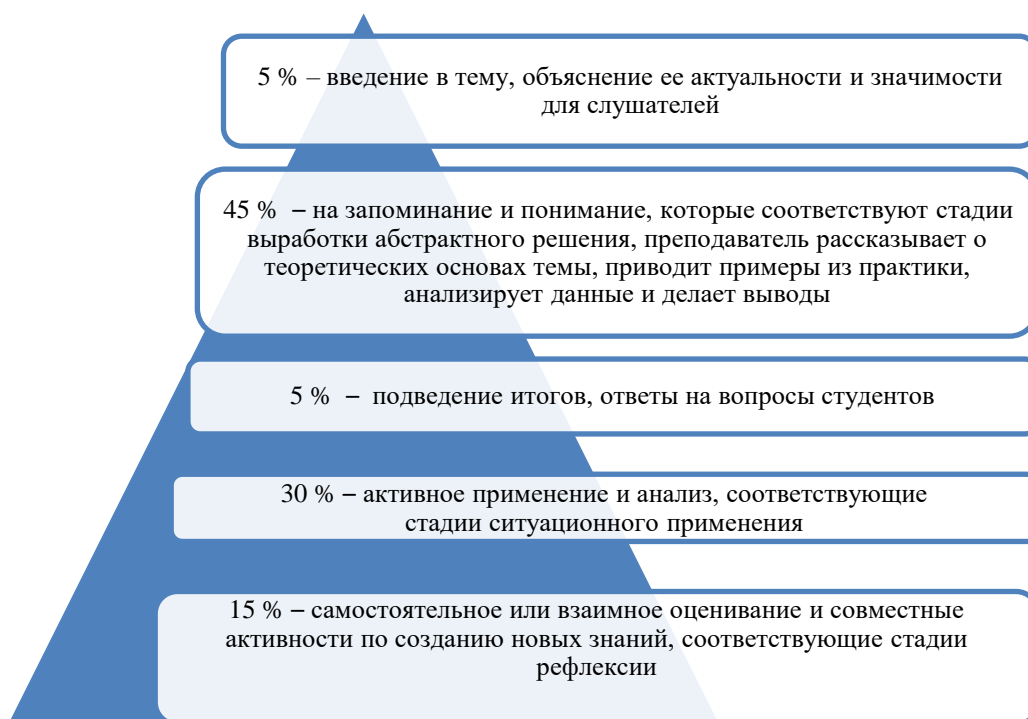 5 % – введение в тему, объяснение ее актуальности и значимости
для слушателей
45 % – на запоминание и понимание, которые соответствуют стадии
выработки абстрактного решения, преподаватель рассказывает о
теоретических основах темы, приводит примеры из практики,
анализирует данные и делает выводы
5 % – подведение итогов, ответы на вопросы студентов
30 % – активное применение и анализ, соответствующие
стадии ситуационного применения
15 % – самостоятельное или взаимное оценивание и совместные
активности по созданию новых знаний, соответствующие стадии
рефлексии